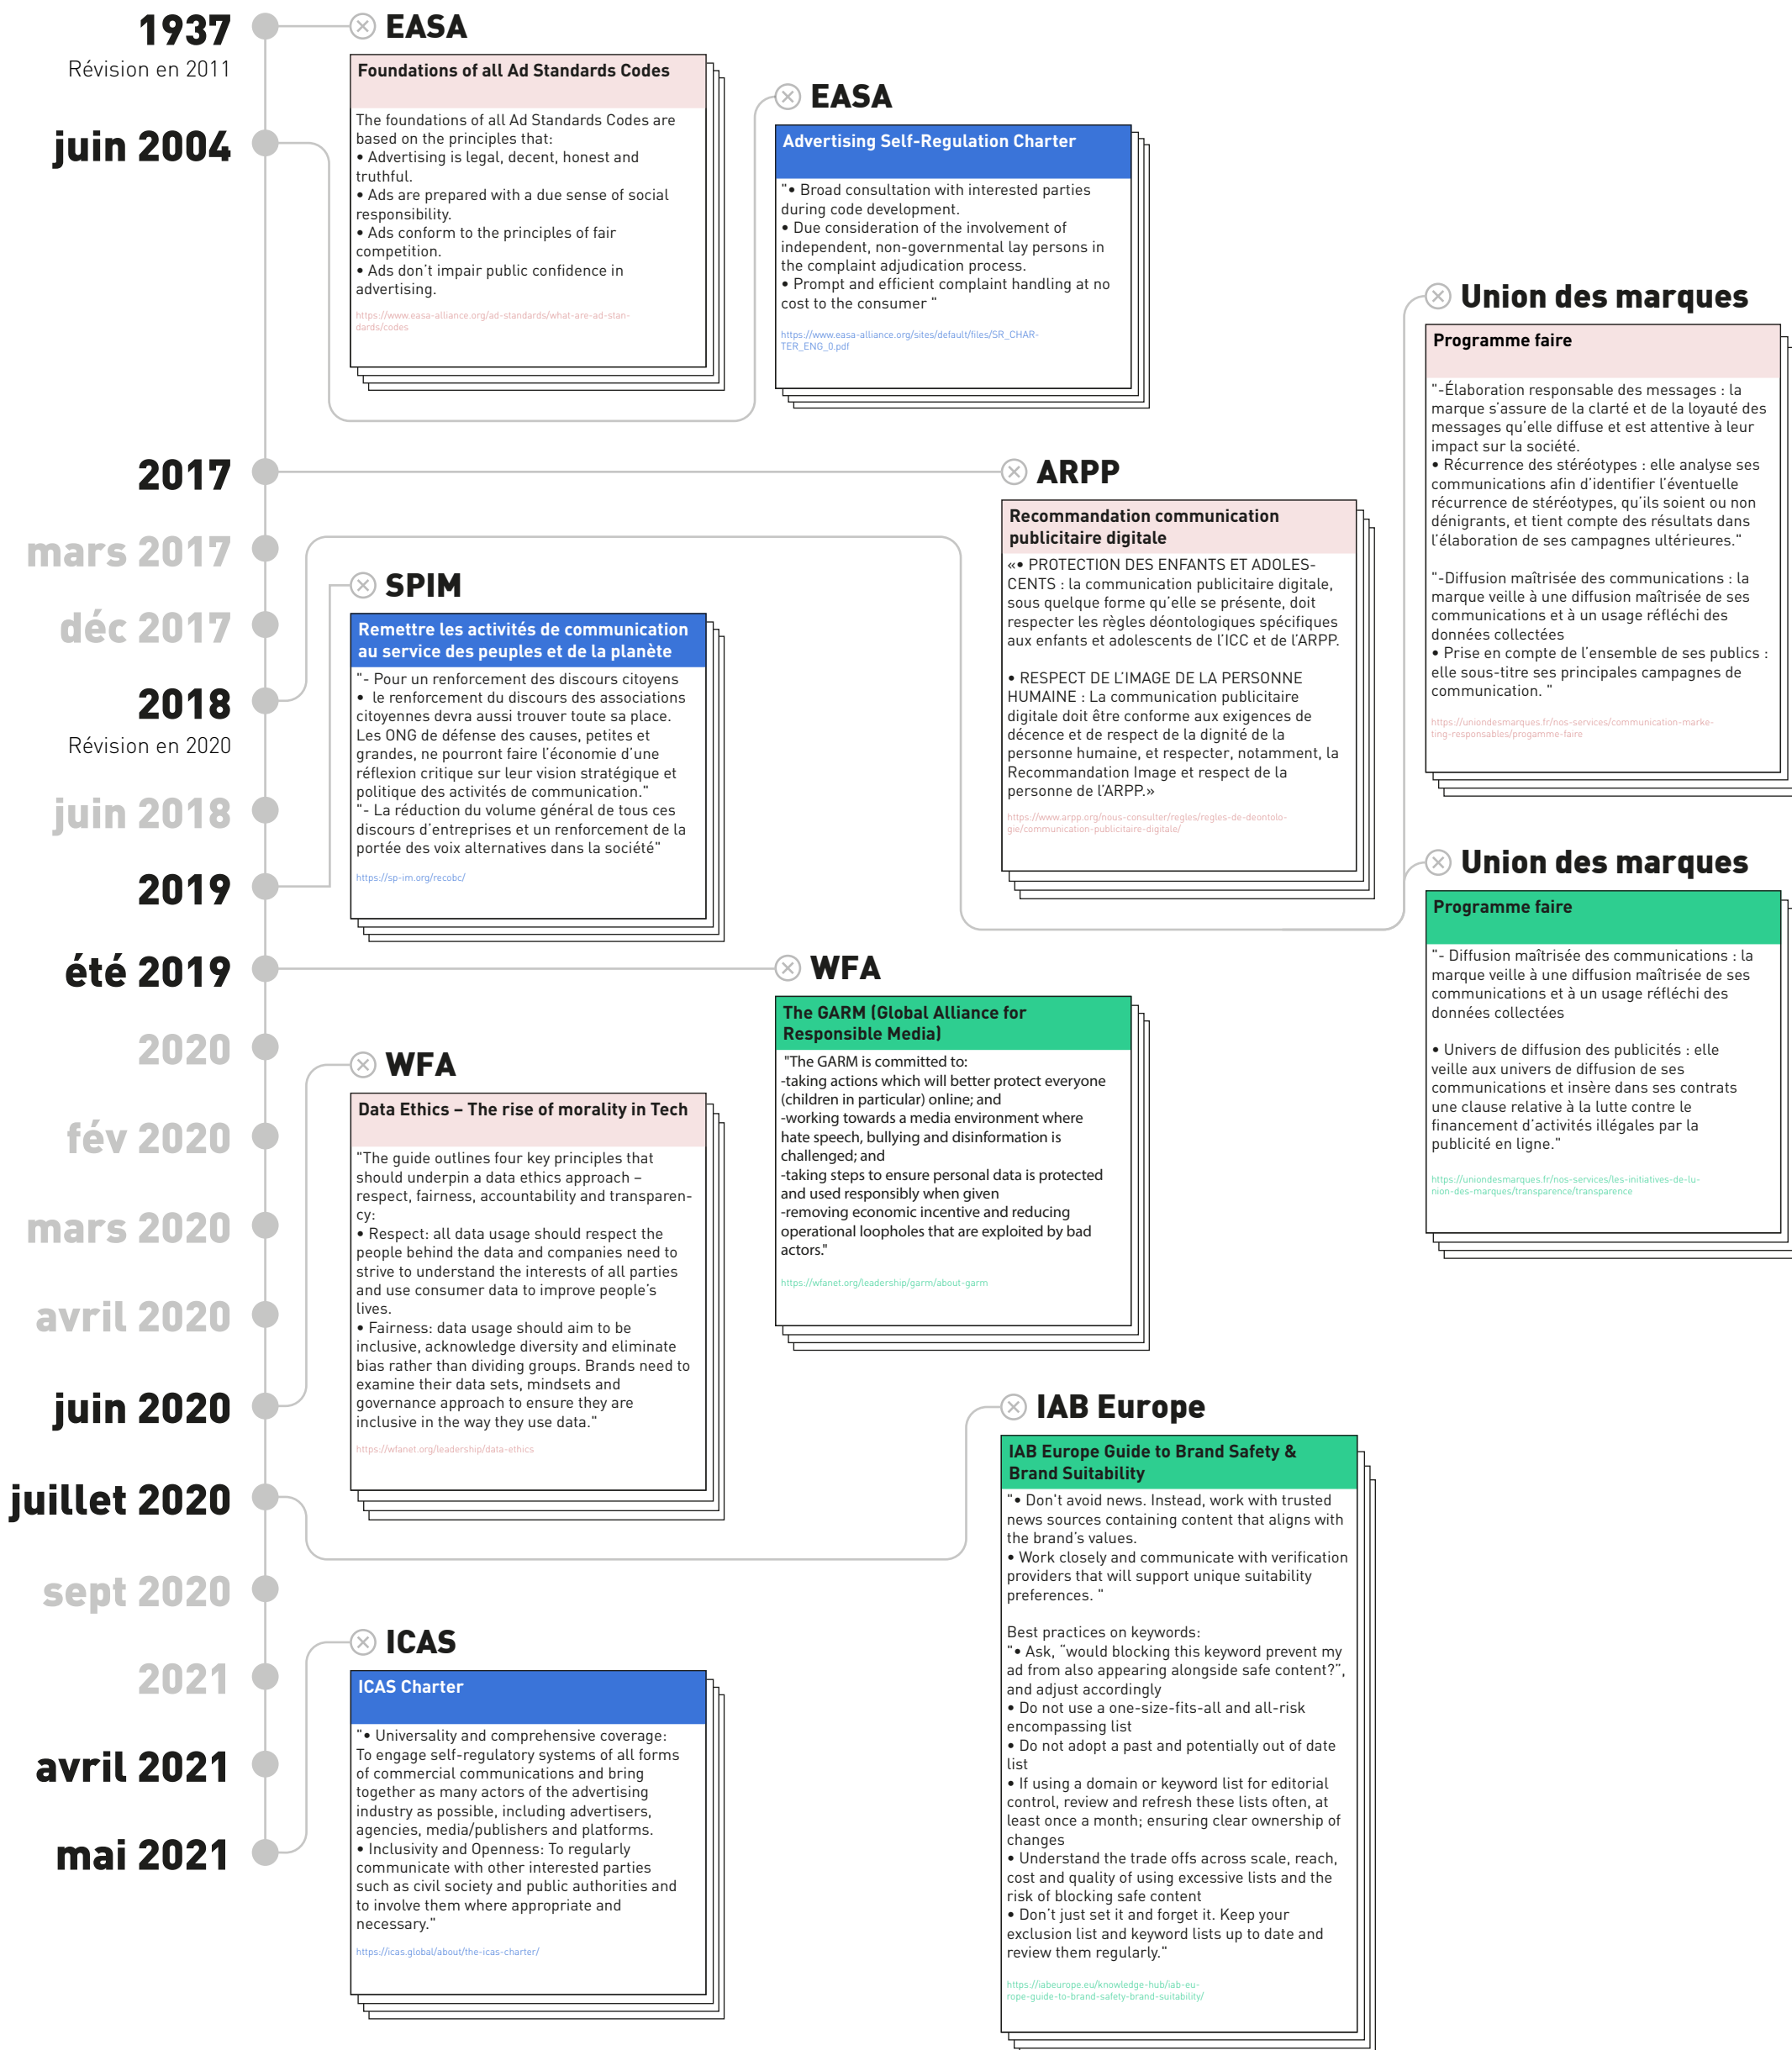 1937
Révision en 2011
juin 2004
2017
mars 2017
déc 2017
2018
Révision en 2020
juin 2018
2019
été 2019
2020
fév 2020
mars 2020
avril 2020
juin 2020
juillet 2020
sept 2020
2021
avril 2021
mai 2021
EASA
Foundations of all Ad Standards Codes
The foundations of all Ad Standards Codes are
based on the principles that:
• Advertising is legal, decent, honest and
truthful.
• Ads are prepared with a due sense of social
responsibility.
• Ads conform to the principles of fair
competition.
• Ads don't impair public confidence in
advertising.
https://www.easa-alliance.org/ad-standards/what-are-ad-stan-
dards/codes
EASA
Advertising Self-Regulation Charter
"• Broad consultation with interested parties
during code development.
• Due consideration of the involvement of
independent, non-governmental lay persons in
the complaint adjudication process.
• Prompt and efficient complaint handling at no
cost to the consumer "
https://www.easa-alliance.org/sites/default/files/SR_CHAR-
TER_ENG_0.pdf
Union des marques
Programme faire
"-Élaboration responsable des messages : la
marque s'assure de la clarté et de la loyauté des
messages qu'elle diffuse et est attentive à leur
impact sur la société.
• Récurrence des stéréotypes : elle analyse ses
communications afin d'identifier l'éventuelle
récurrence de stéréotypes, qu'ils soient ou non
dénigrants, et tient compte des résultats dans
l'élaboration de ses campagnes ultérieures."
"-Diffusion maîtrisée des communications : la
marque veille à une diffusion maîtrisée de ses
communications et à un usage réfléchi des
données collectées
• Prise en compte de l'ensemble de ses publics :
elle sous-titre ses principales campagnes de
communication. "
https://uniondesmarques.fr/nos-services/communication-marke-
ting-responsables/progamme-faire
ARPP
Recommandation communication
publicitaire digitale
«• PROTECTION DES ENFANTS ET ADOLES-
CENTS : la communication publicitaire digitale,
sous quelque forme qu'elle se présente, doit
respecter les règles déontologiques spécifiques
aux enfants et adolescents de l'ICC et de l'ARPP.
• RESPECT DE L'IMAGE DE LA PERSONNE
HUMAINE : La communication publicitaire
digitale doit être conforme aux exigences de
décence et de respect de la dignité de la
personne humaine, et respecter, notamment, la
Recommandation Image et respect de la
personne de l'ARPP.»
https://www.arpp.org/nous-consulter/regles/regles-de-deontolo-
gie/communication-publicitaire-digitale/
SPIM
Remettre les activités de communication
au service des peuples et de la planète
"- Pour un renforcement des discours citoyens
• le renforcement du discours des associations
citoyennes devra aussi trouver toute sa place.
Les ONG de défense des causes, petites et
grandes, ne pourront faire l'économie d'une
réflexion critique sur leur vision stratégique et
politique des activités de communication."
"- La réduction du volume général de tous ces
discours d'entreprises et un renforcement de la
portée des voix alternatives dans la société"
https://sp-im.org/recobc/
Union des marques
Programme faire
"- Diffusion maîtrisée des communications : la
marque veille à une diffusion maîtrisée de ses
communications et à un usage réfléchi des
données collectées
• Univers de diffusion des publicités : elle
veille aux univers de diffusion de ses
communications et insère dans ses contrats
une clause relative à la lutte contre le
financement d'activités illégales par la
publicité en ligne."
https://uniondesmarques.fr/nos-services/les-initiatives-de-lu-
nion-des-marques/transparence/transparence
WFA
The GARM (Global Alliance for
Responsible Media)
"The GARM is committed to:
-taking actions which will better protect everyone
(children in particular) online; and
-working towards a media environment where
hate speech, bullying and disinformation is
challenged; and
-taking steps to ensure personal data is protected
and used responsibly when given
-removing economic incentive and reducing
operational loopholes that are exploited by bad
actors."
https://wfanet.org/leadership/garm/about-garm
WFA
Data Ethics – The rise of morality in Tech
"The guide outlines four key principles that
should underpin a data ethics approach –
respect, fairness, accountability and transparen-
cy:
• Respect: all data usage should respect the
people behind the data and companies need to
strive to understand the interests of all parties
and use consumer data to improve people's
lives.
• Fairness: data usage should aim to be
inclusive, acknowledge diversity and eliminate
bias rather than dividing groups. Brands need to
examine their data sets, mindsets and
governance approach to ensure they are
inclusive in the way they use data."
https://wfanet.org/leadership/data-ethics
IAB Europe
IAB Europe Guide to Brand Safety &
Brand Suitability
"• Don't avoid news. Instead, work with trusted
news sources containing content that aligns with
the brand's values.
• Work closely and communicate with verification
providers that will support unique suitability
preferences. "
Best practices on keywords:
"• Ask, "would blocking this keyword prevent my
ad from also appearing alongside safe content?",
and adjust accordingly
• Do not use a one-size-fits-all and all-risk
encompassing list
• Do not adopt a past and potentially out of date
list
• If using a domain or keyword list for editorial
control, review and refresh these lists often, at
least once a month; ensuring clear ownership of
changes
• Understand the trade offs across scale, reach,
cost and quality of using excessive lists and the
risk of blocking safe content
• Don't just set it and forget it. Keep your
exclusion list and keyword lists up to date and
review them regularly."
https://iabeurope.eu/knowledge-hub/iab-eu-
rope-guide-to-brand-safety-brand-suitability/
ICAS
ICAS Charter
"• Universality and comprehensive coverage:
To engage self-regulatory systems of all forms
of commercial communications and bring
together as many actors of the advertising
industry as possible, including advertisers,
agencies, media/publishers and platforms.
• Inclusivity and Openness: To regularly
communicate with other interested parties
such as civil society and public authorities and
to involve them where appropriate and
necessary."
https://icas.global/about/the-icas-charter/